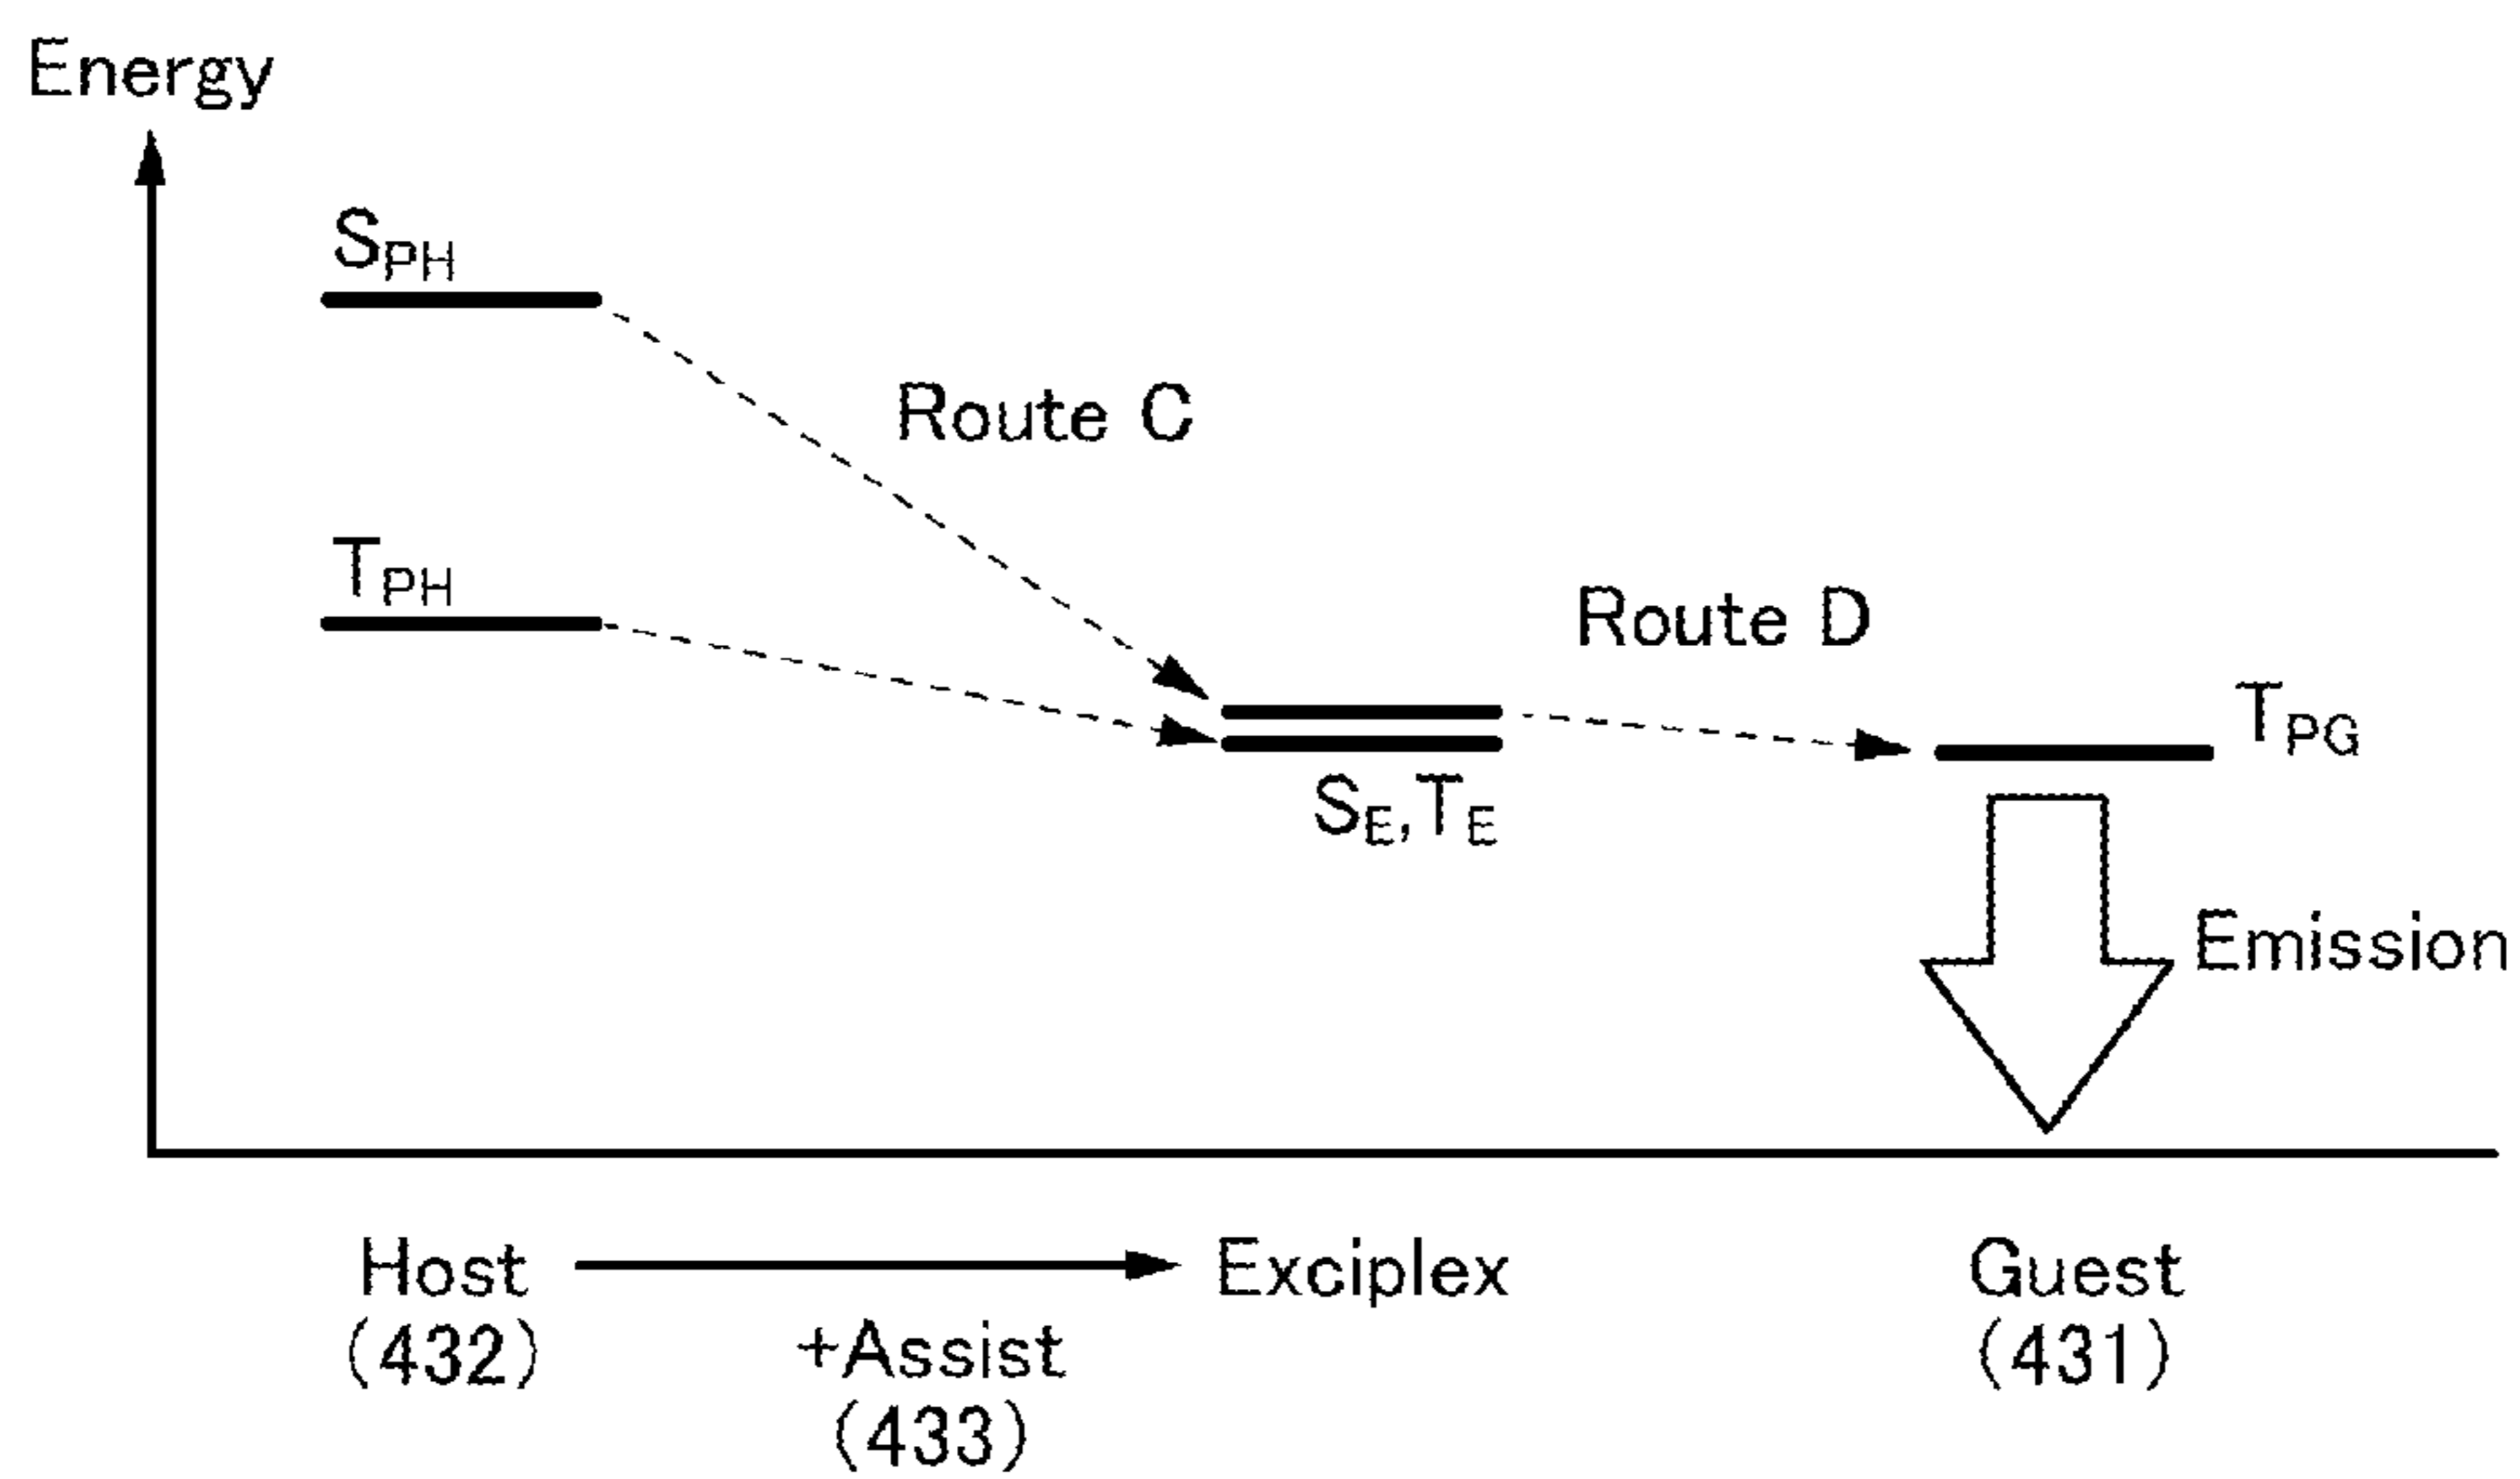 Energy
SPH
Route C
TPH
Route D
TPG
SE,TE
Emission
Host
(432)
+Assist
(433)
Exciplex
Guest
(431)